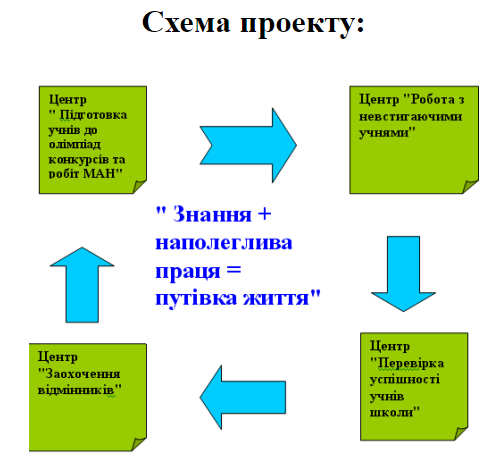 Схема проекту:
Центр
" Підготовка
учнів до
олімпіад
конкурсів та
робіт МАН"
Центр "Робота з
невстигаючими
учнями"
" Знання +
наполеглива
праця =
путівка життя"
Центр
"Заохочення
відмінників"
Центр
"Перевірка
успішності
учнів
школи"